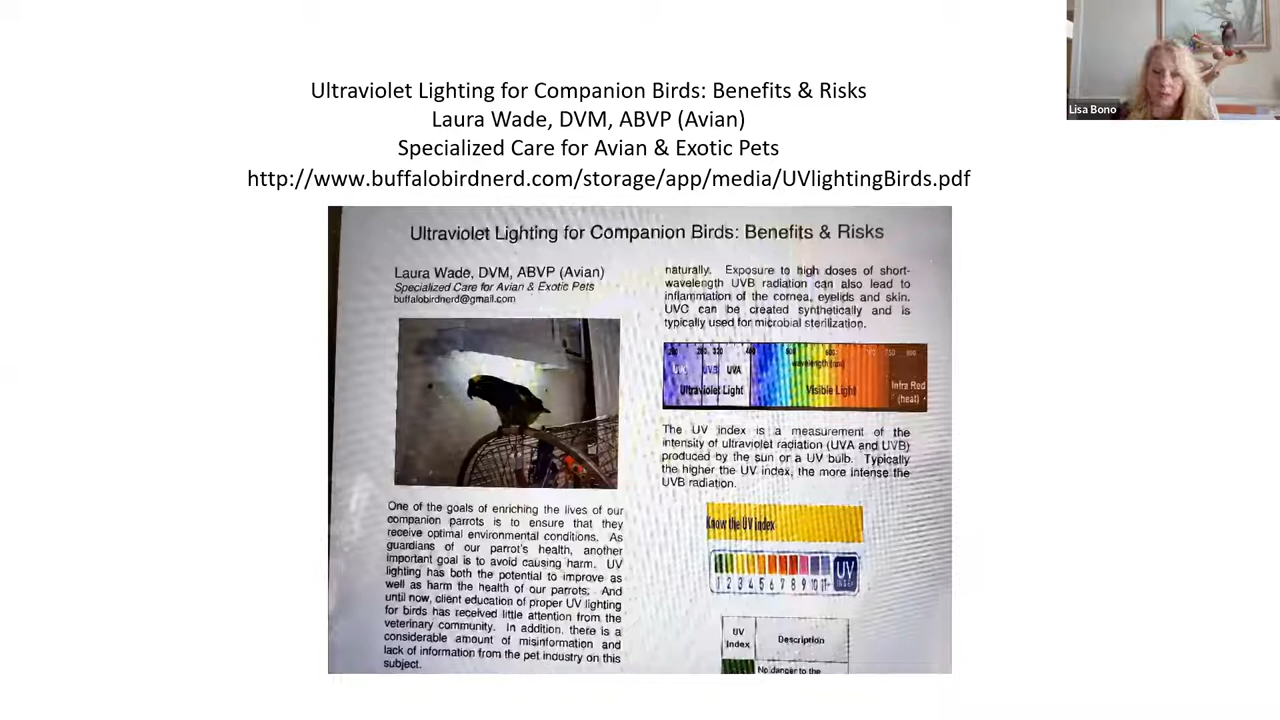 Ultraviolet Lighting for Companion Birds: Benefits & Risks
Laura Wade, DVM, ABVP (Avian)
Specialized Care for Avian & Exotic Pets
http://www.buffalobirdnerd.com/storage/app/media/UVlightingBirds.pdf
Lisa Bono
Ultraviolet Lighting for Companion Birds: Benefits & Risks
Laura Wade, DVM, ABVP (Avian)
Specialized Care for Avian & Exotic Pets
buffalobirdnerd@gmail.com
One of the goals of enriching the lives of our
companion parrots is to ensure that they
receive optimal environmental conditions. As
guardians of our parrot's health, another
important goal is to avoid causing harm. UV
lighting has both the potential to improve as
well as harm the health of our parrots. And
until now, client education of proper UV lighting
for birds has received little attention from the
veterinary community. In addition, there is a
considerable amount of misinformation and
lack of information from the pet industry on this
subject.
naturally. Exposure to high doses of short-
wavelength UVB radiation can also lead to
inflammation of the cornea, eyelids and skin.
UVC can be created synthetically and is
typically used for microbial sterilization.
wavelength (nm)
UVB UVA
Ultraviolet Light
Visible Light
Infra Red
(heat)
The UV index is a measurement of the
intensity of ultraviolet radiation (UVA and UVB)
produced by the sun or a UV bulb. Typically
the higher the UV index, the more intense the
UVB radiation.
Know the UV index
1 2 3 4 5 6 7 8 9 10 11+
UV
INDEX
UV
Index
Description
No danger to the